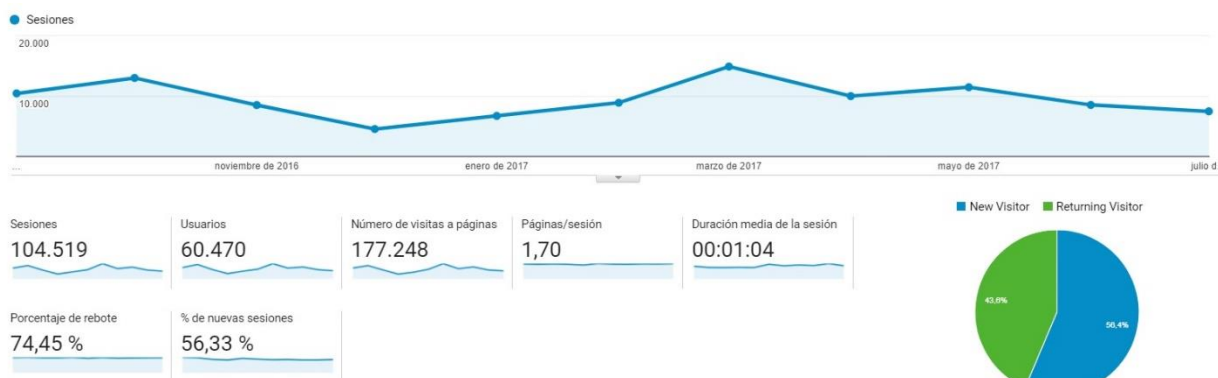 Sesiones
20.000
10.000
...
noviembre de 2016
enero de 2017
marzo de 2017
mayo de 2017
julio d
New Visitor
Returning Visitor
Sesiones
104.519
Usuarios
60.470
Número de visitas a páginas
177.248
Páginas/sesión
1,70
Duración media de la sesión
00:01:04
43,6%
56,4%
Porcentaje de rebote
74,45 %
% de nuevas sesiones
56,33 %